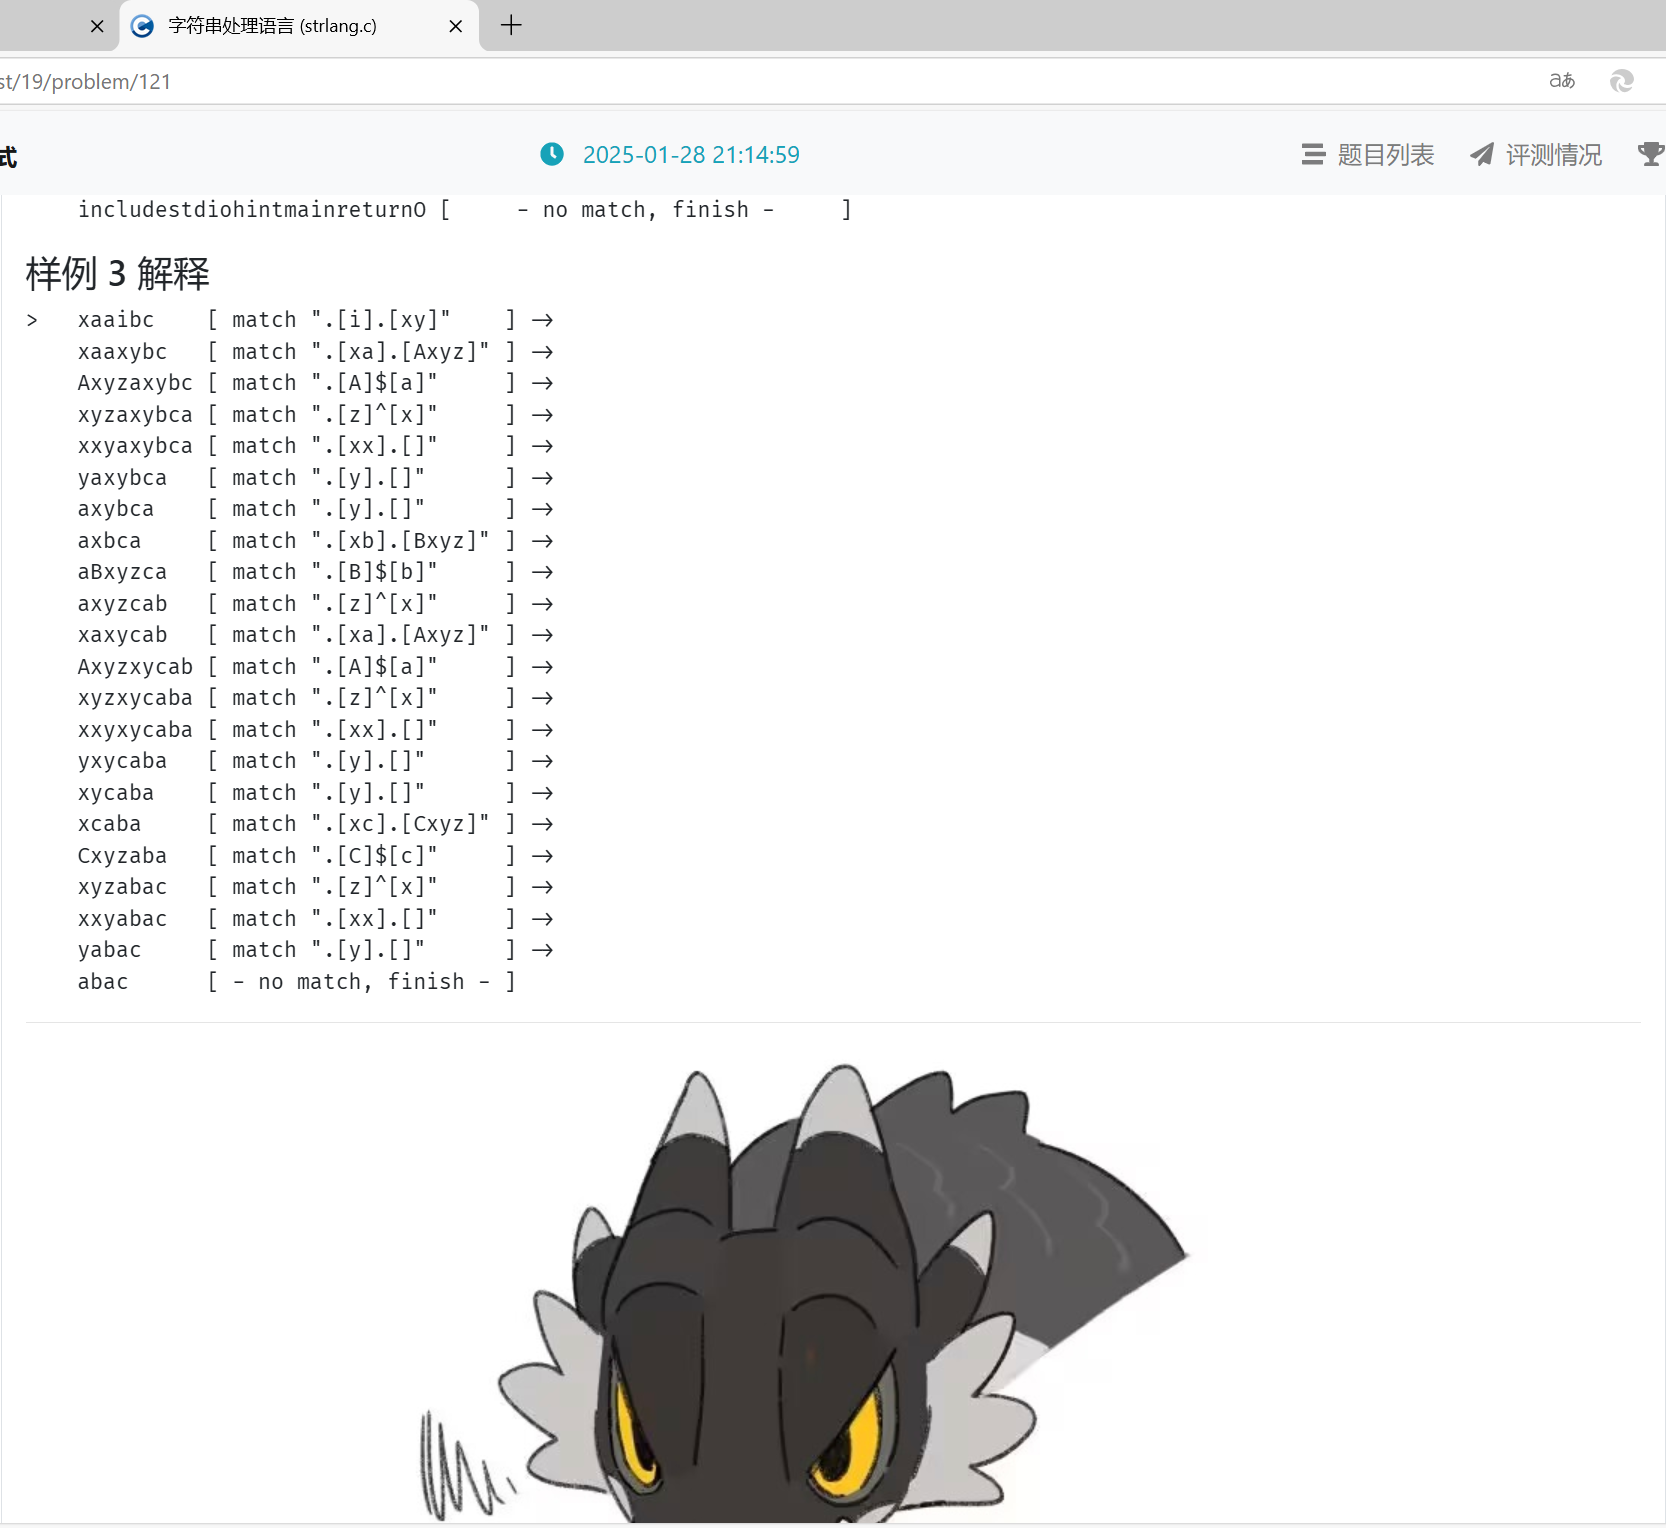 字符串处理语言 (strlang.c)
st/19/problem/121
aあ
式
2025-01-28 21:14:59
题目列表
评测情况
includestdiohintmainreturnO [     - no match, finish -     ]
样例 3 解释
>   xaaibc    [ match ".[i].[xy]"    ] →
xaaxybc   [ match ".[xa].[Axyz]" ] →
Axyzaxybc [ match ".[A]$[a]"     ] →
xyzaxybca [ match ".[z]^[x]"     ] →
xxyaxybca [ match ".[xx].[]"     ] →
yaxybca   [ match ".[y].[]"      ] →
axybca    [ match ".[y].[]"      ] →
axbca     [ match ".[xb].[Bxyz]" ] →
aBxyzca   [ match ".[B]$[b]"     ] →
axyzcab   [ match ".[z]^[x]"     ] →
xaxycab   [ match ".[xa].[Axyz]" ] →
Axyzxycab [ match ".[A]$[a]"     ] →
xyzxycaba [ match ".[z]^[x]"     ] →
xxyxycaba [ match ".[xx].[]"     ] →
yxycaba   [ match ".[y].[]"      ] →
xycaba    [ match ".[y].[]"      ] →
xcaba     [ match ".[xc].[Cxyz]" ] →
Cxyzaba   [ match ".[C]$[c]"     ] →
xyzabac   [ match ".[z]^[x]"     ] →
xxyabac   [ match ".[xx].[]"     ] →
yabac     [ match ".[y].[]"      ] →
abac      [ - no match, finish - ]